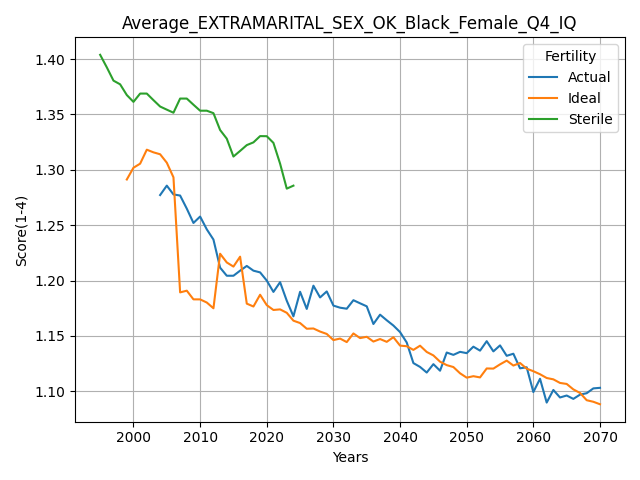 Average_EXTRAMARITAL_SEX_OK_Black_Female_Q4_IQ
Fertility
Actual
Ideal
Sterile
Score(1-4)
1.40
1.35
1.30
1.25
1.20
1.15
1.10
2000 2010 2020 2030 2040 2050 2060 2070
Years